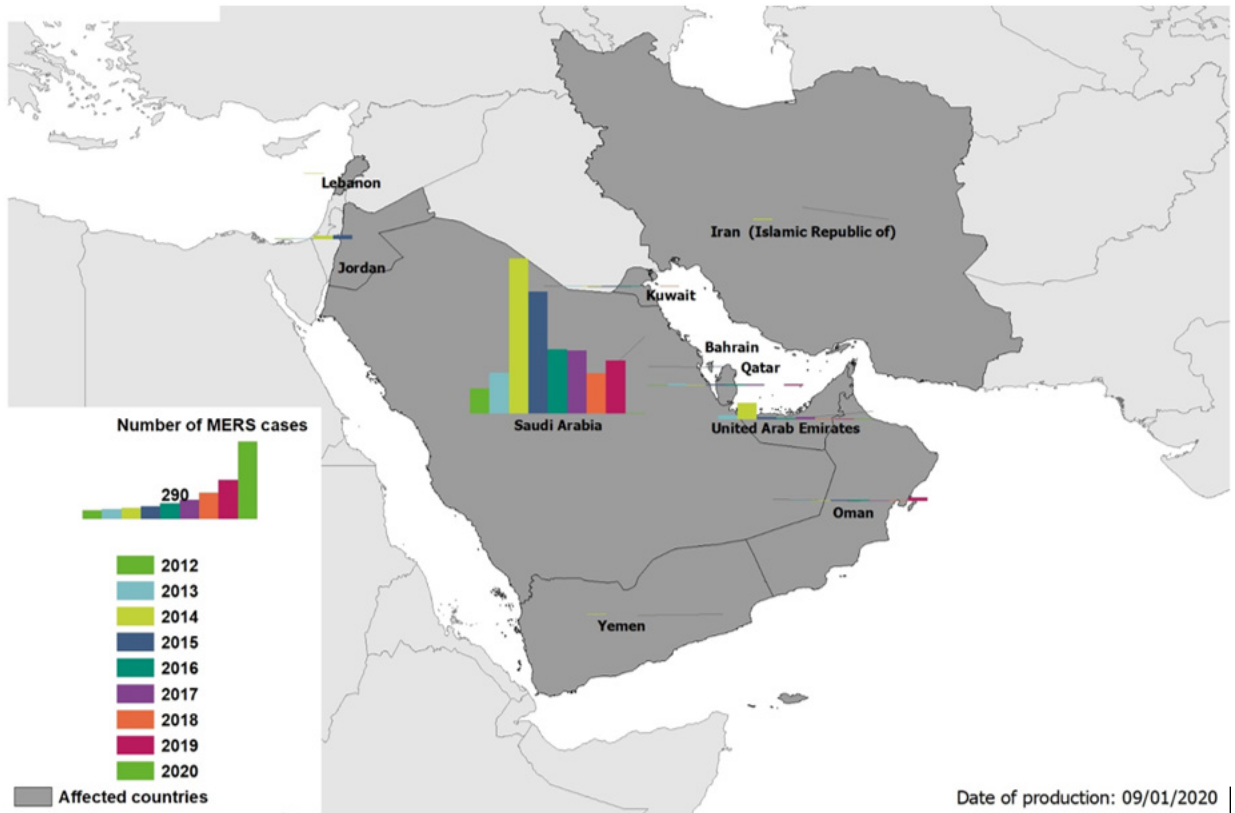 Lebanon
Iran (Islamic Republic of)
Jordan
Kuwait
Bahrain
Qatar
Saudi Arabia
United Arab Emirates
Oman
Yemen
Number of MERS cases
290
2012
2013
2014
2015
2016
2017
2018
2019
2020
Affected countries
Date of production: 09/01/2020